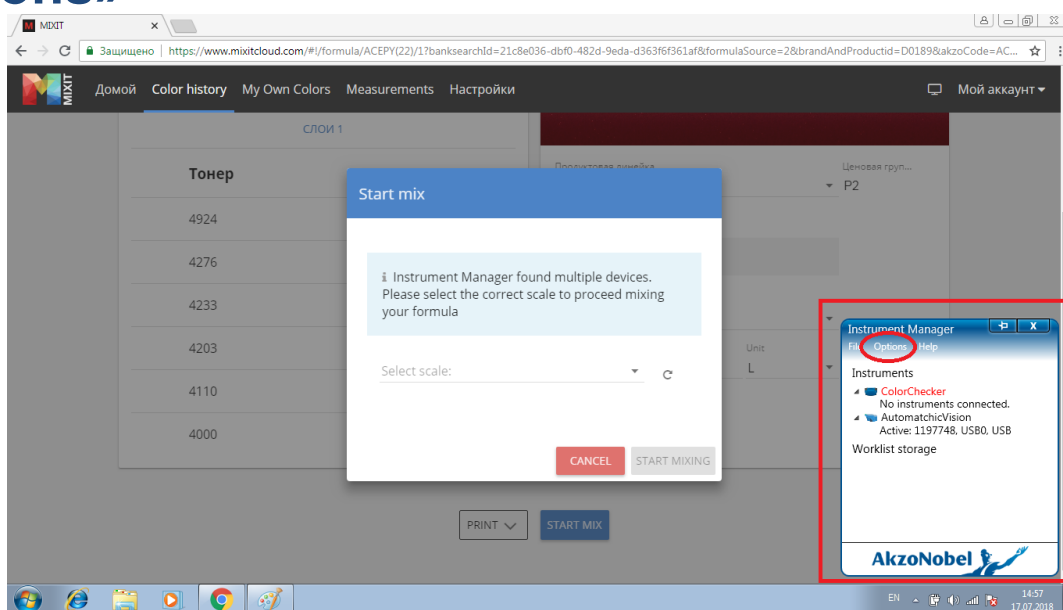 MIXIT
Защищено | https://www.mixitcloud.com/#!/formula/ACEPY(22)/1?banksearchId=21c8e036-dbf0-482d-9eda-d363f6f361af&formulaSource=2&brandAndProductid=D0189&akzoCode=AC...
MIXIT
Домой Color history My Own Colors Measurements Настройки Мой аккаунт
СЛОИ 1
Тонер
4924
4276
4233
4203
4110
4000
Продуктовая линейка
Ценовая груп...
P2
Unit
L
Start mix
i Instrument Manager found multiple devices.
Please select the correct scale to proceed mixing
your formula
Select scale:
CANCEL START MIXING
PRINT START MIX
Instrument Manager X
File Options Help
Instruments
ColorChecker
No instruments connected.
AutomatchicVision
Active: 1197748, USB0, USB
Worklist storage
AkzoNobel
EN 14:57
17.07.2018